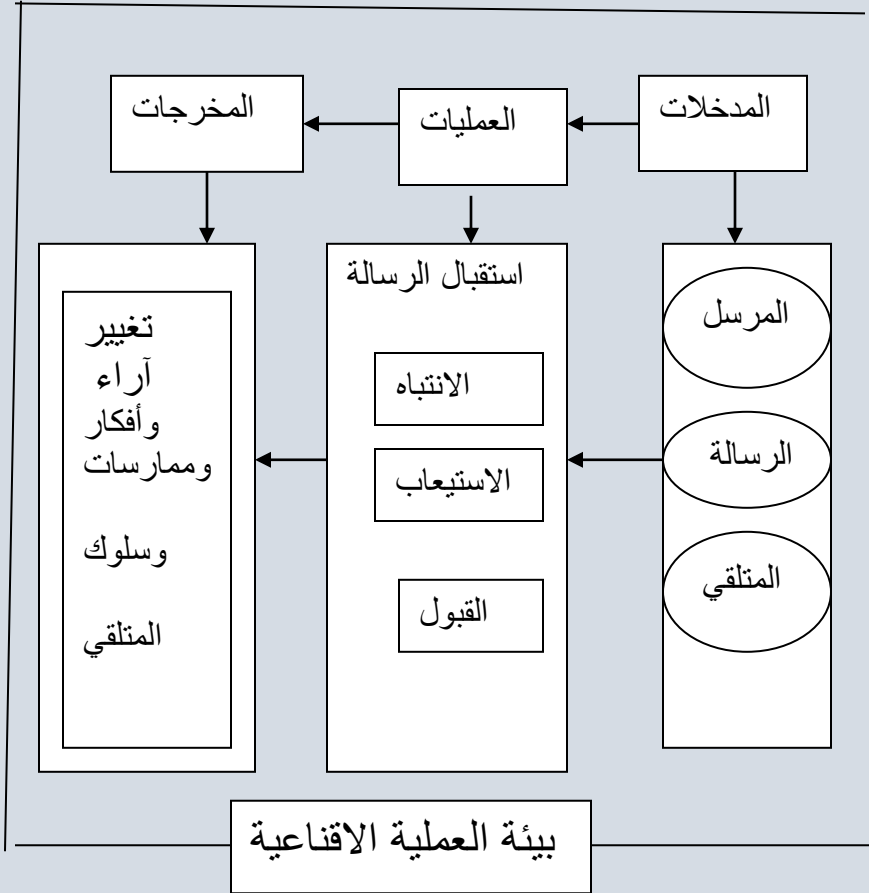 المدخلات
العمليات
المخرجات
المرسل
الرسالة
المتلقي
استقبال الرسالة
الانتباه
الاستيعاب
القبول
تغيير
آراء
وأفكار
وممارسات
وسلوك
المتلقي
بيئة العملية الاقناعية